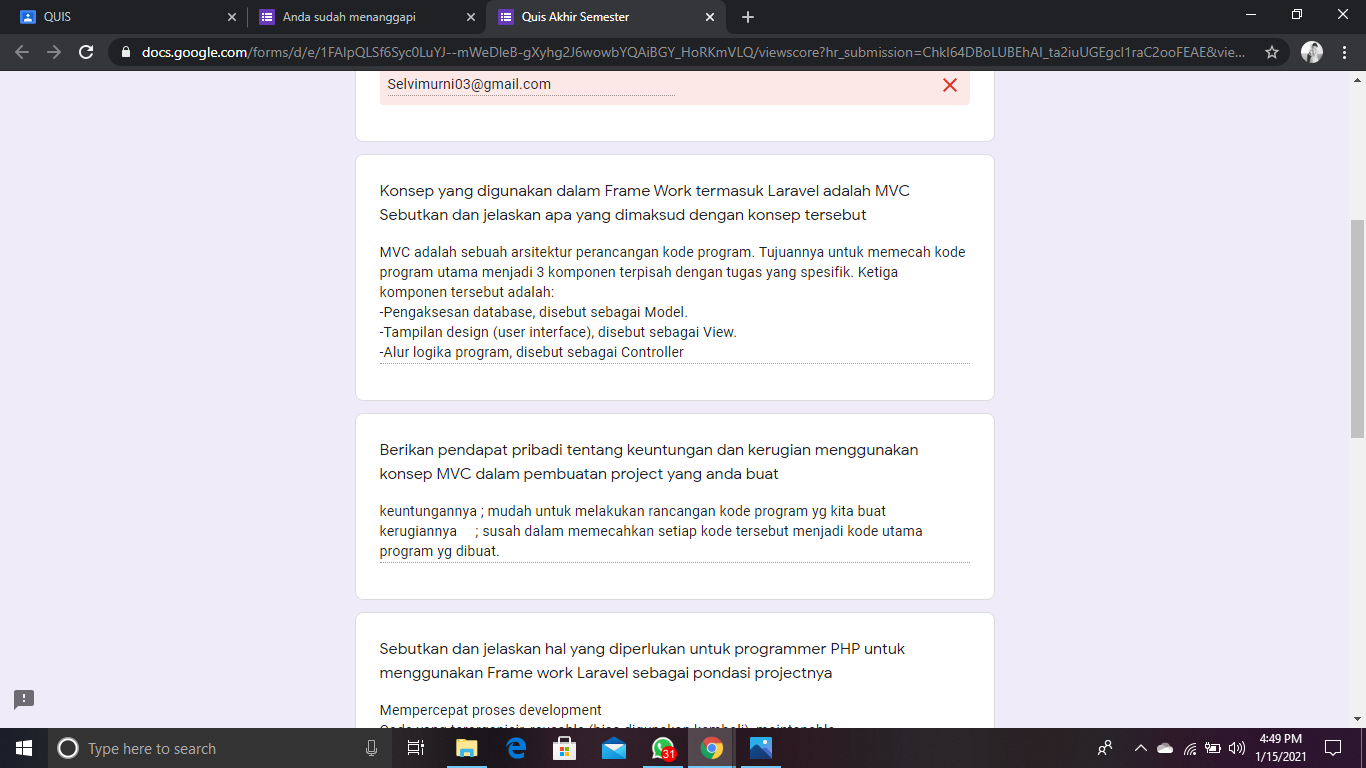 QUIS
Anda sudah menanggapi
Quis Akhir Semester
docs.google.com/forms/d/e/1FAIpQLSf6Syc0LuYJ--mWeDleB-gXyhg2J6wowbYQAiBGY_HoRKmVLQ/viewscore?hr_submission=ChkI64DBoLUBEhAI_ta2iuUGEgcI1raC2ooFEAE&vie...
Selvimurni03@gmail.com
Konsep yang digunakan dalam Frame Work termasuk Laravel adalah MVC
Sebutkan dan jelaskan apa yang dimaksud dengan konsep tersebut
MVC adalah sebuah arsitektur perancangan kode program. Tujuannya untuk memecah kode
program utama menjadi 3 komponen terpisah dengan tugas yang spesifik. Ketiga
komponen tersebut adalah:
-Pengaksesan database, disebut sebagai Model.
-Tampilan design (user interface), disebut sebagai View.
-Alur logika program, disebut sebagai Controller
Berikan pendapat pribadi tentang keuntungan dan kerugian menggunakan
konsep MVC dalam pembuatan project yang anda buat
keuntungannya ; mudah untuk melakukan rancangan kode program yg kita buat
kerugiannya ; susah dalam memecahkan setiap kode tersebut menjadi kode utama
program yg dibuat.
Sebutkan dan jelaskan hal yang diperlukan untuk programmer PHP untuk
menggunakan Frame work Laravel sebagai pondasi projectnya
Mempercepat proses development
Type here to search
31
4:49 PM
1/15/2021